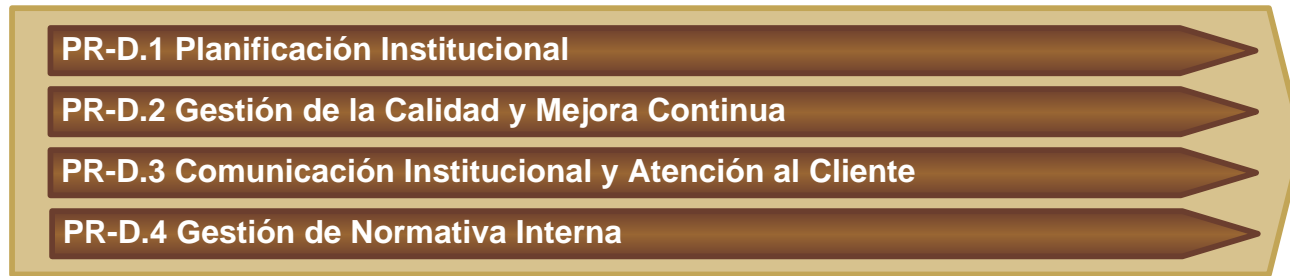 PR-D.1 Planificación Institucional
PR-D.2 Gestión de la Calidad y Mejora Continua
PR-D.3 Comunicación Institucional y Atención al Cliente
PR-D.4 Gestión de Normativa Interna